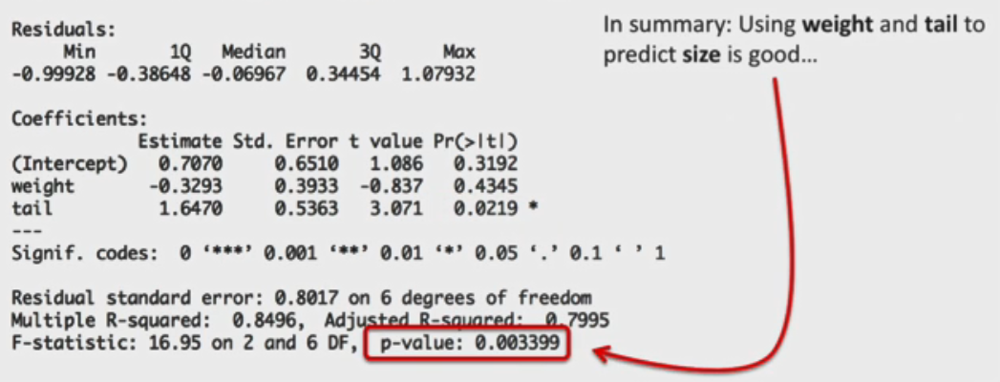 In summary: Using weight and tail to
predict size is good...
Residuals:
Min 1Q Median 3Q Max
-0.99928 -0.38648 -0.06967 0.34454 1.07932
Coefficients:
Estimate Std. Error t value Pr(>|t|)
(Intercept) 0.7070 0.6510 1.086 0.3192
weight -0.3293 0.3933 -0.837 0.4345
tail 1.6470 0.5363 3.071 0.0219 *
---
Signif. codes: 0 ‘***’ 0.001 ‘**’ 0.01 ‘*’ 0.05 ‘.’ 0.1 ‘ ’ 1
Residual standard error: 0.8017 on 6 degrees of freedom
Multiple R-squared: 0.8496, Adjusted R-squared: 0.7995
F-statistic: 16.95 on 2 and 6 DF, p-value: 0.003399